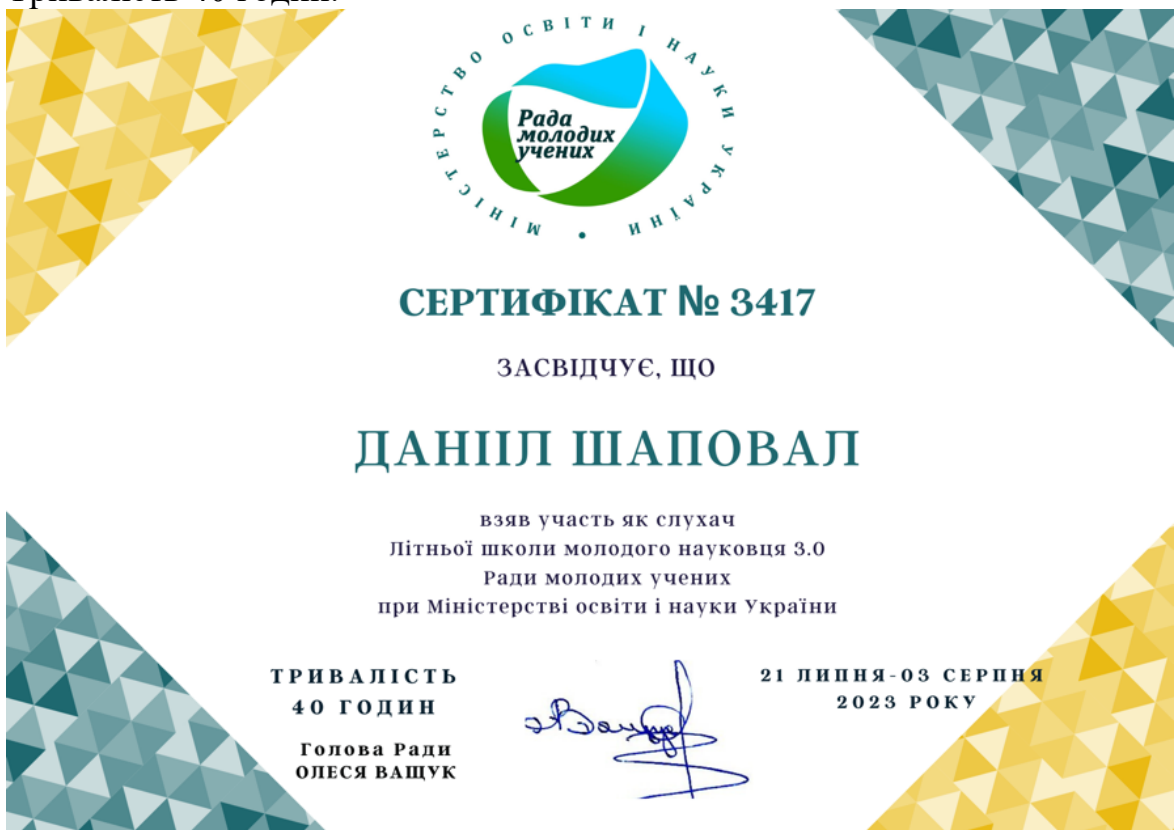 МІНІСТЕРСТВО ОСВІТИ І НАУКИ УКРАЇНИ •
Рада
молодих
учених
СЕРТИФІКАТ № 3417
ЗАСВІДЧУЄ, ЩО
ДАНІІЛ ШАПОВАЛ
взяв участь як слухач
Літньої школи молодого науковця 3.0
Ради молодих учених
при Міністерстві освіти і науки України
ТРИВАЛІСТЬ
40 ГОДИН
Голова Ради
ОЛЕСЯ ВАЩУК
21 ЛИПНЯ-03 СЕРПНЯ
2023 РОКУ